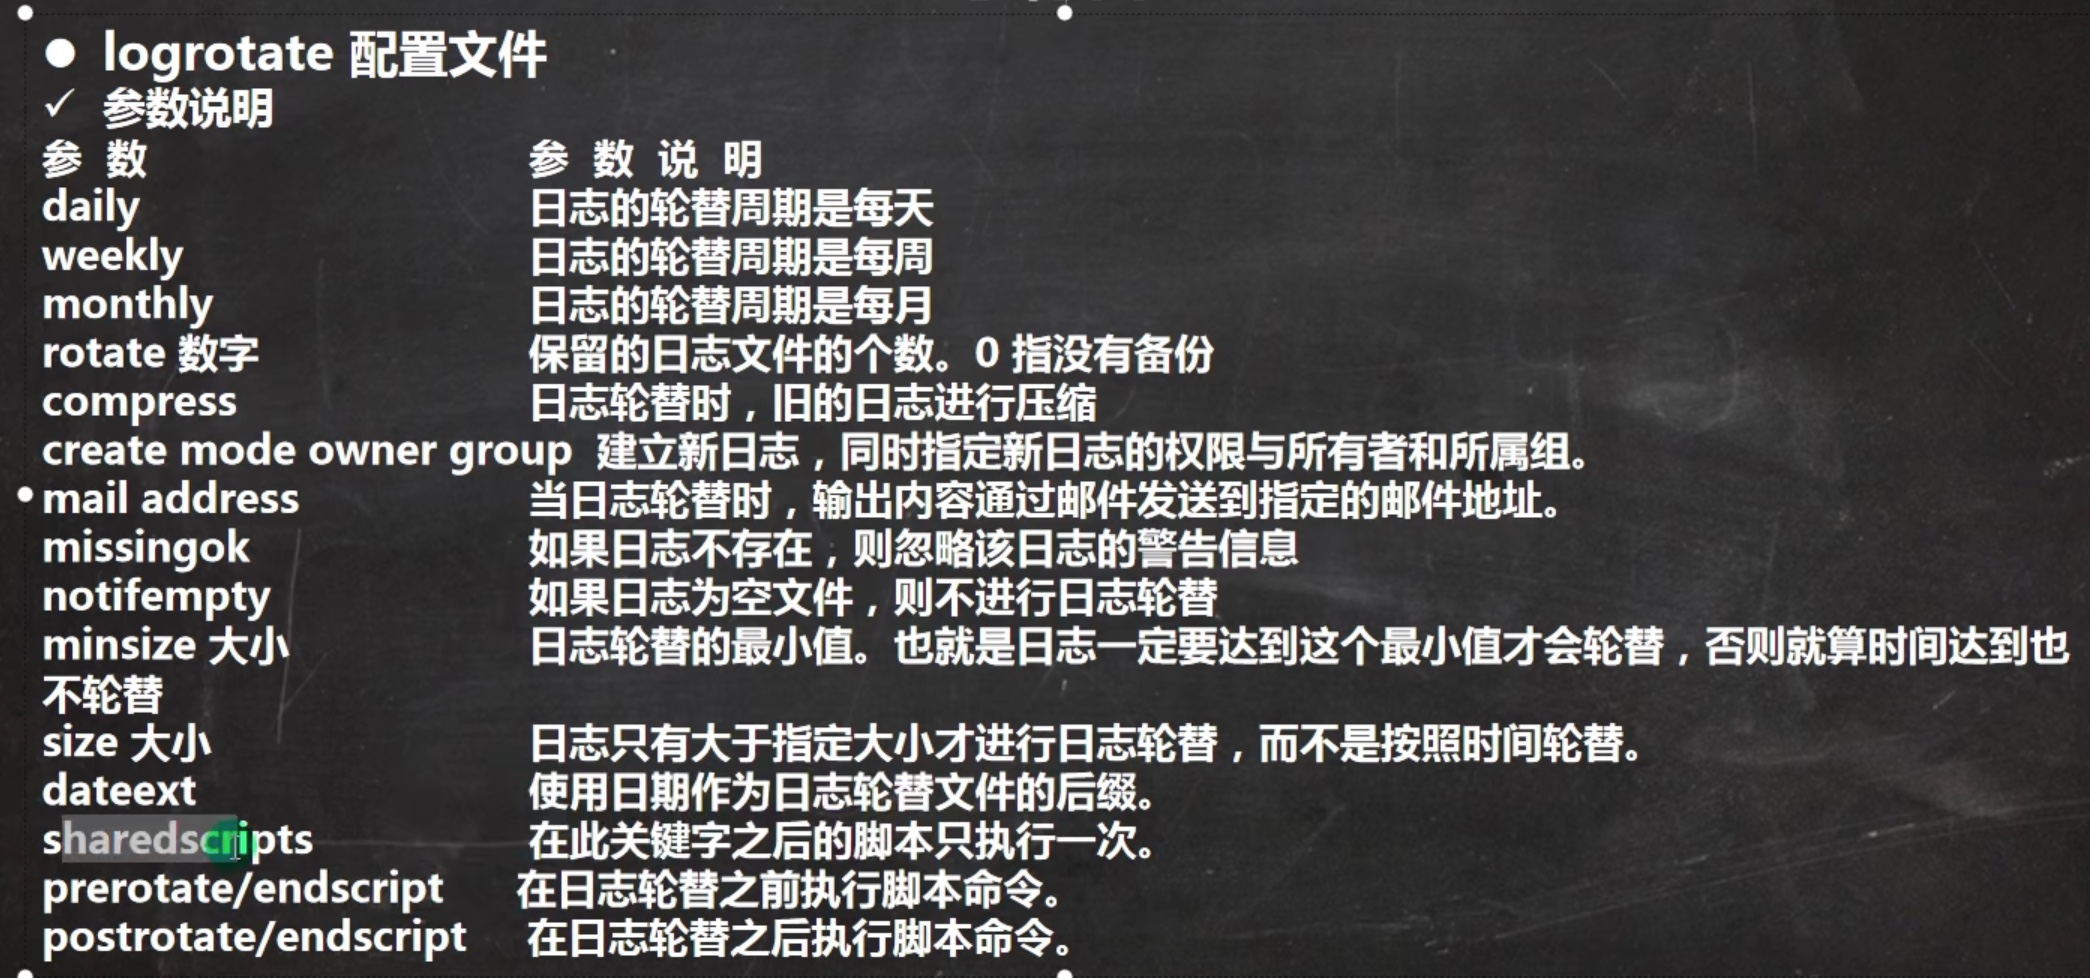 logrotate 配置文件
参数说明
参 数 参 数 说 明
daily 日志的轮替周期是每天
weekly 日志的轮替周期是每周
monthly 日志的轮替周期是每月
rotate 数字 保留的日志文件的个数。0 指没有备份
compress 日志轮替时，旧的日志进行压缩
create mode owner group 建立新日志，同时指定新日志的权限与所有者和所属组。
mail address 当日志轮替时，输出内容通过邮件发送到指定的邮件地址。
missingok 如果日志不存在，则忽略该日志的警告信息
notifempty 如果日志为空文件，则不进行日志轮替
minsize 大小 日志轮替的最小值。也就是日志一定要达到这个最小值才会轮替，否则就算时间达到也
不轮替
size 大小 日志只有大于指定大小才进行日志轮替，而不是按照时间轮替。
dateext 使用日期作为日志轮替文件的后缀。
sharedscripts 在此关键字之后的脚本只执行一次。
prerotate/endscript 在日志轮替之前执行脚本命令。
postrotate/endscript 在日志轮替之后执行脚本命令。